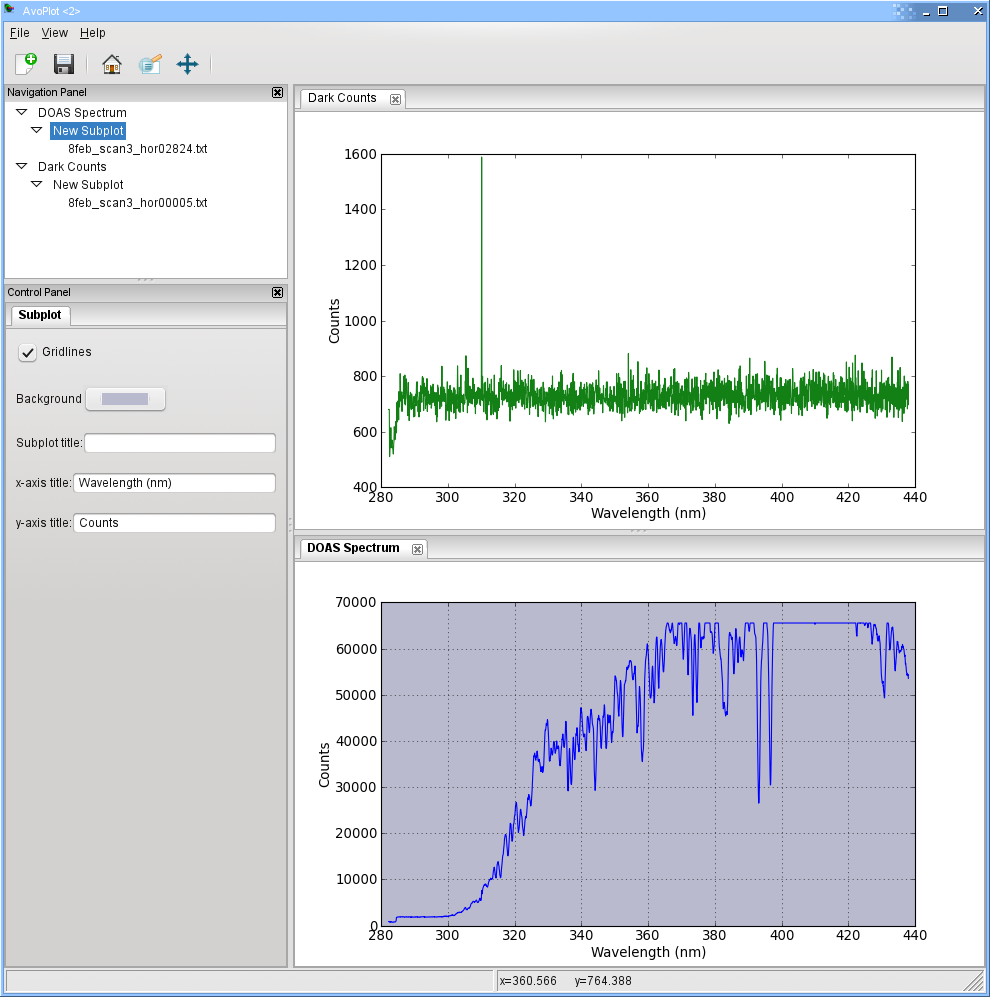 AvoPlot <2>
File View Help
Navigation Panel
DOAS Spectrum
New Subplot
8feb_scan3_hor02824.txt
Dark Counts
New Subplot
8feb_scan3_hor00005.txt
Control Panel
Subplot
Gridlines
Background
Subplot title:
x-axis title: Wavelength (nm)
y-axis title: Counts
Dark Counts
1600
1400
1200
1000
800
600
400
Counts
280 300 320 340 360 380 400 420 440
Wavelength (nm)
DOAS Spectrum
70000
60000
50000
40000
30000
20000
10000
0
Counts
280 300 320 340 360 380 400 420 440
Wavelength (nm)
x=360.566 y=764.388